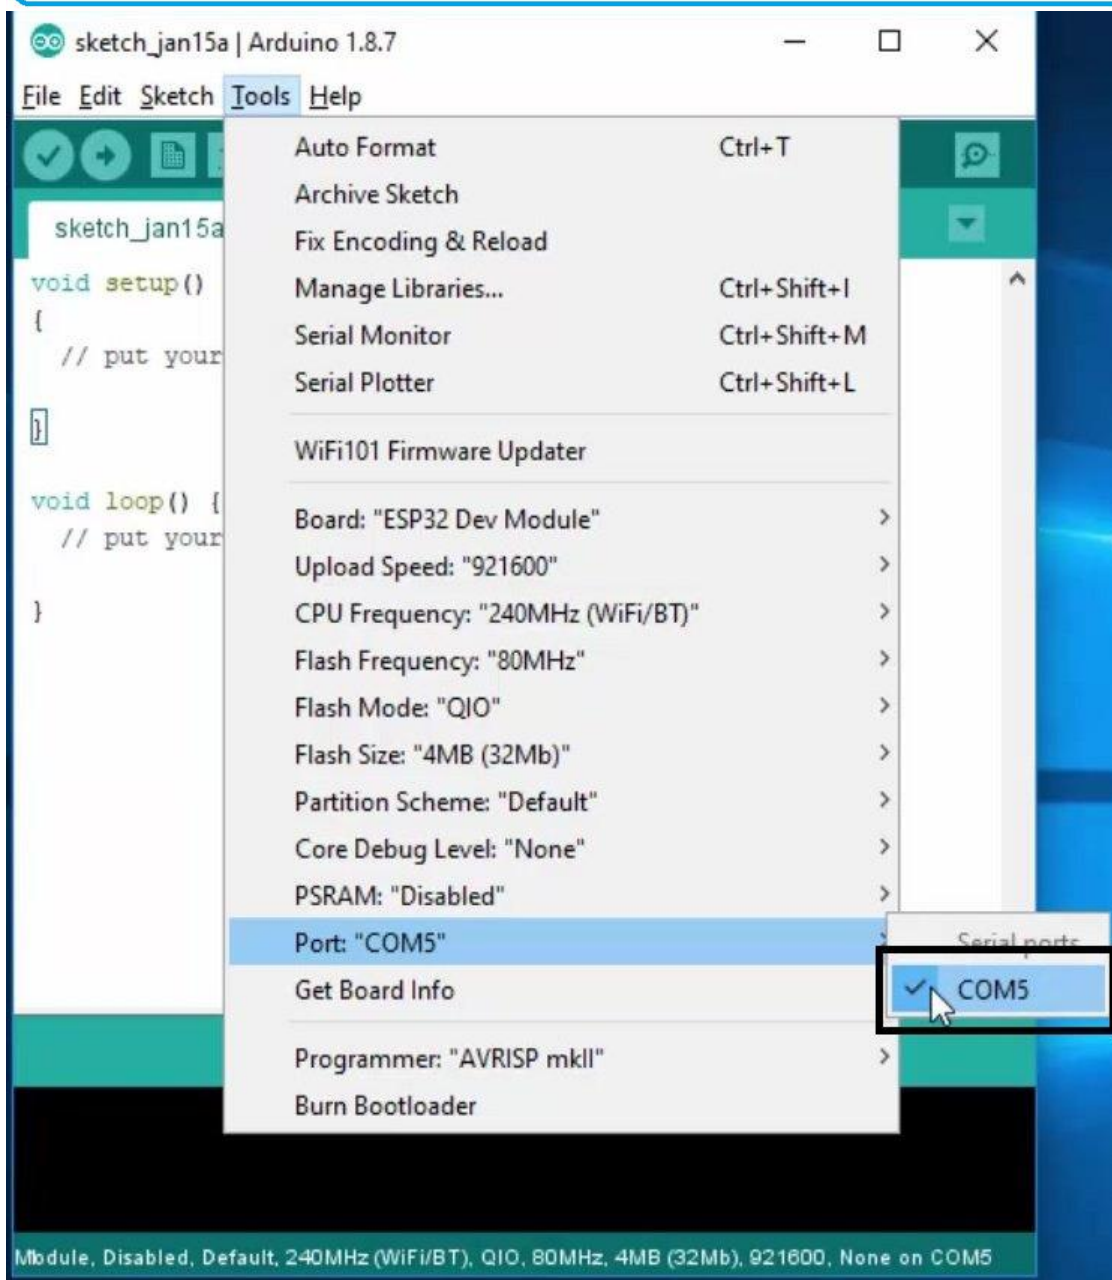 sketch_jan15a | Arduino 1.8.7
File Edit Sketch Tools Help
sketch_jan15a
void setup()
{
// put your
}
void loop() {
// put your
}
Auto Format Ctrl+T
Archive Sketch
Fix Encoding & Reload
Manage Libraries... Ctrl+Shift+I
Serial Monitor Ctrl+Shift+M
Serial Plotter Ctrl+Shift+L
WiFi101 Firmware Updater
Board: "ESP32 Dev Module"
Upload Speed: "921600"
CPU Frequency: "240MHz (WiFi/BT)"
Flash Frequency: "80MHz"
Flash Mode: "QIO"
Flash Size: "4MB (32Mb)"
Partition Scheme: "Default"
Core Debug Level: "None"
PSRAM: "Disabled"
Port: "COM5"
Serial ports
COM5
Get Board Info
Programmer: "AVRISP mkII"
Burn Bootloader
Module, Disabled, Default, 240MHz (WiFi/BT), QIO, 80MHz, 4MB (32Mb), 921600, None on COM5